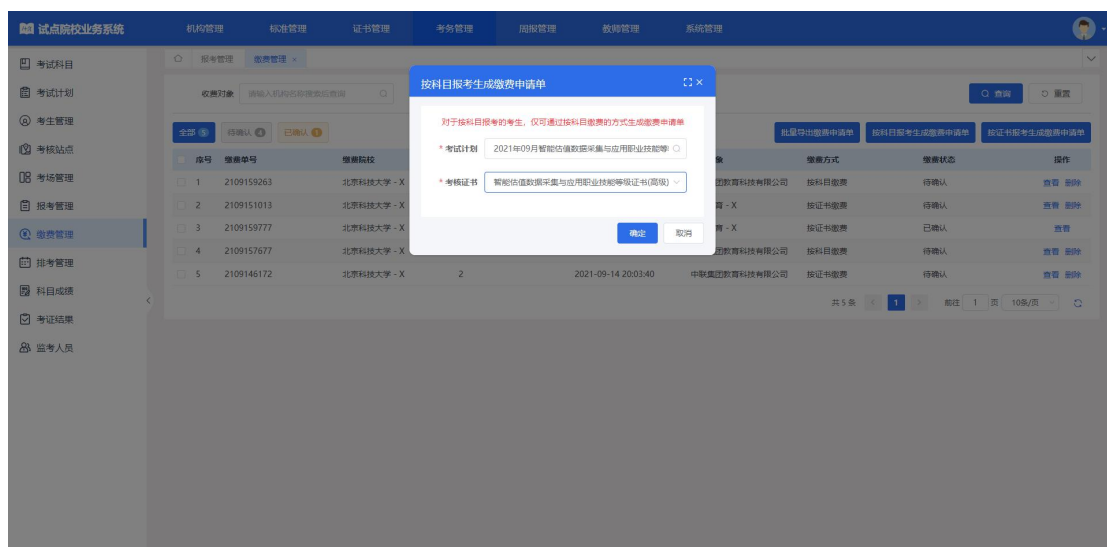 试点院校业务系统 机构管理 标准管理 证书管理 考务管理 周报管理 教师管理 系统管理
考试科目
考试计划
考生管理
考核站点
考场管理
报考管理
缴费管理
排考管理
科目成绩
考证结果
监考人员
报考管理 缴费管理 ×
收费对象 请输入机构名称搜索后查询 查询 重置
全部 5 待确认 4 已确认 1 批量导出缴费申请单 按科目报考生成缴费申请单 按证书报考生成缴费申请单
序号 缴费单号 缴费院校 缴费方式 缴费状态 操作
1 2109159263 北京科技大学 - X 团教育科技有限公司 按科目缴费 待确认 查看 删除
2 2109151013 北京科技大学 - X 育 - X 按证书缴费 待确认 查看 删除
3 2109159777 北京科技大学 - X 育 - X 按证书缴费 已确认 查看
4 2109157677 北京科技大学 - X 团教育科技有限公司 按科目缴费 待确认 查看 删除
5 2109146172 北京科技大学 - X 2 2021-09-14 20:03:40 中联集团教育科技有限公司 按证书缴费 待确认 查看 删除
共 5 条 1 前往 1 页 10条/页
按科目报考生成缴费申请单
对于按科目报考的考生，仅可通过按科目缴费的方式生成缴费申请单
* 考试计划 2021年09月智能估值数据采集与应用职业技能等
* 考核证书 智能估值数据采集与应用职业技能等级证书(高级)
确定 取消